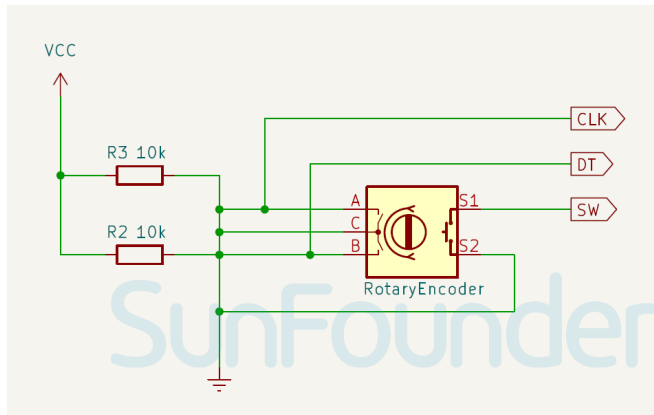 VCC
CLK
R3 10k
DT
A
S1
SW
C
R2 10k
B
S2
RotaryEncoder
SunFounder